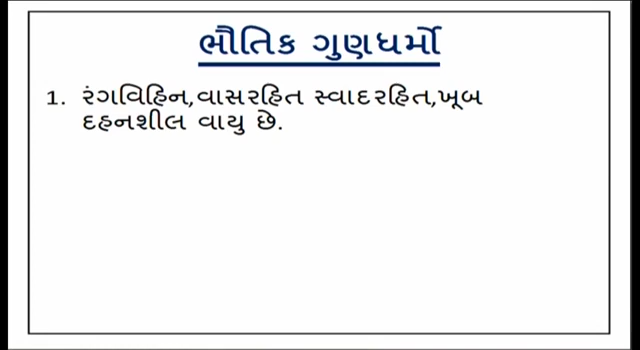 ભૌતિક ગુણધર્મો
1. રંગવિહિન,વાસરહિત સ્વાદરહિત,ખૂબ
દહનશીલ વાયુ છે.